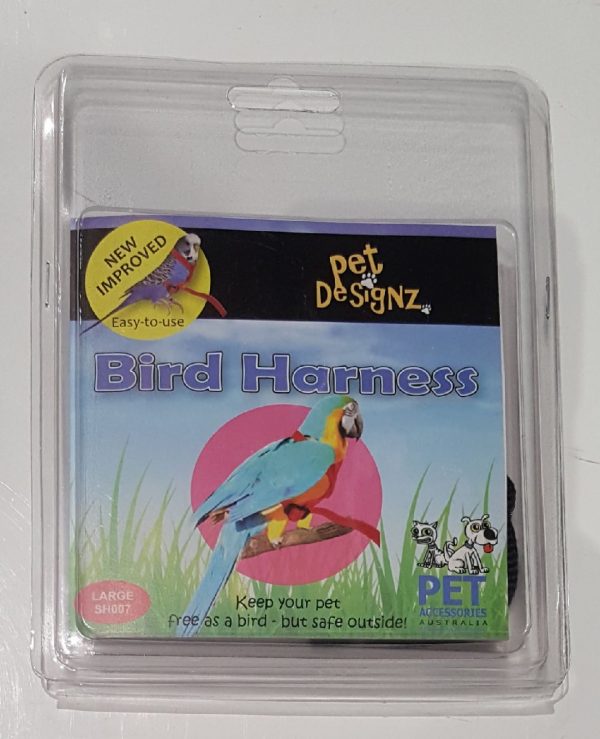 NEW
IMPROVED
Easy-to-use
pet
DeSigNZ
Bird Harness
LARGE
SH007
Keep your pet
free as a bird - but safe outside!
PET
ACCESSORIES
AUSTRALIA